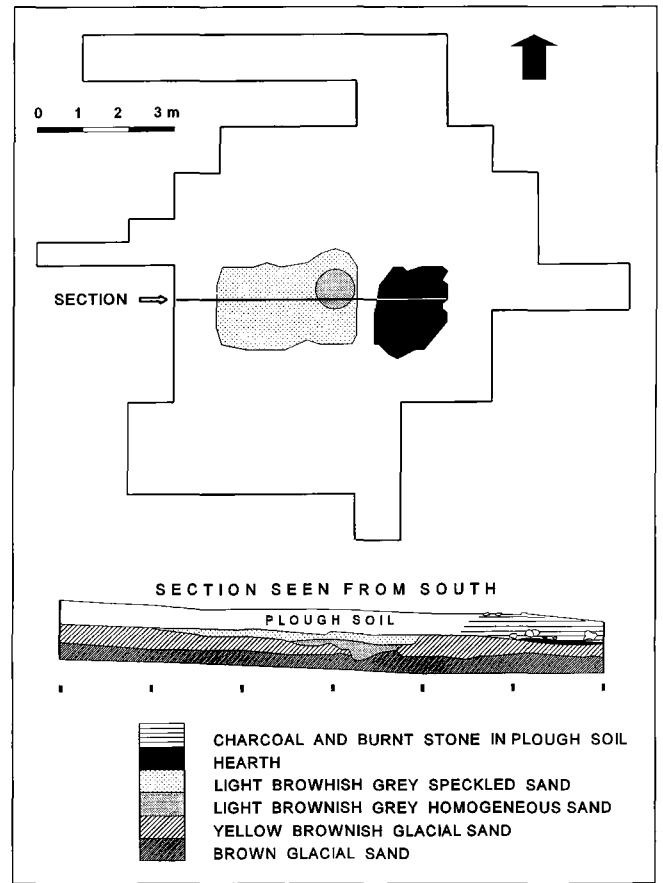 0 1 2 3 m
SECTION
SECTION SEEN FROM SOUTH
PLOUGH SOIL
CHARCOAL AND BURNT STONE IN PLOUGH SOIL
HEARTH
LIGHT BROWHISH GREY SPECKLED SAND
LIGHT BROWNISH GREY HOMOGENEOUS SAND
YELLOW BROWNISH GLACIAL SAND
BROWN GLACIAL SAND